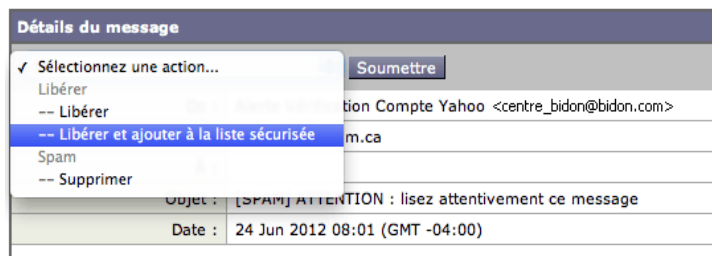 Détails du message
✓ Sélectionnez une action...
Soumettre
Libérer
-- Libérer
-- Libérer et ajouter à la liste sécurisée
Spam
-- Supprimer
tion Compte Yahoo <centre_bidon@bidon.com>
m.ca
Objet : [SPAM] ATTENTION : lisez attentivement ce message
Date : 24 Jun 2012 08:01 (GMT -04:00)